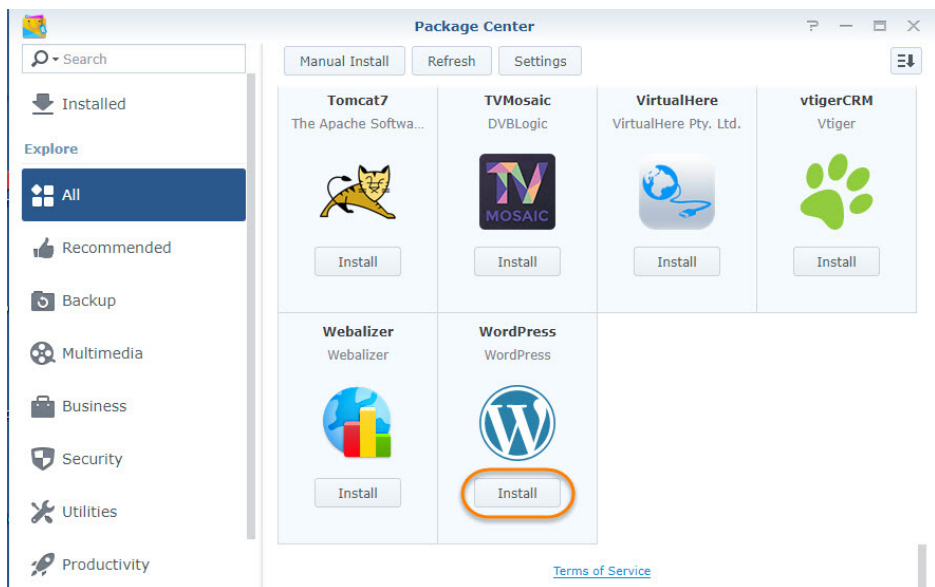 Package Center
Search
Manual Install Refresh Settings
Installed
Explore
All
Recommended
Backup
Multimedia
Business
Security
Utilities
Productivity
Tomcat7
The Apache Softwa...
Install
TVMosaic
DVBLogic
TV
MOSAIC
Install
VirtualHere
VirtualHere Pty. Ltd.
Install
vtigerCRM
Vtiger
Install
Webalizer
Webalizer
Install
WordPress
WordPress
W
Install
Terms of Service